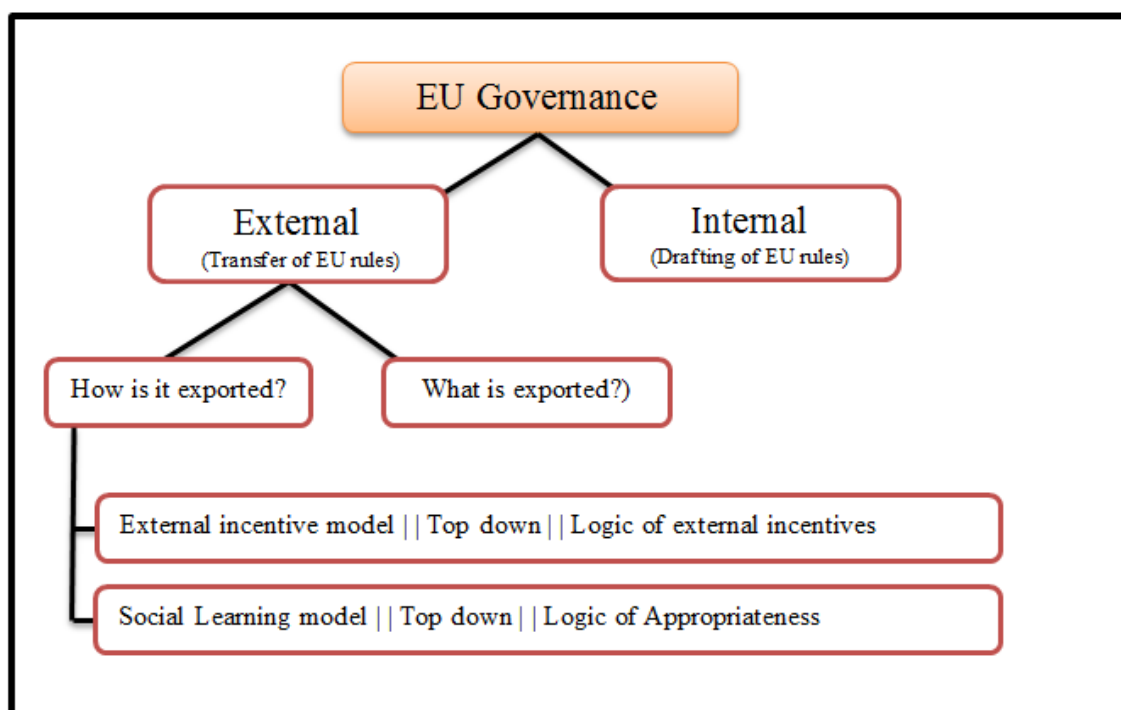 EU Governance
External
(Transfer of EU rules)
Internal
(Drafting of EU rules)
How is it exported?
What is exported?)
External incentive model || Top down || Logic of external incentives
Social Learning model || Top down || Logic of Appropriateness